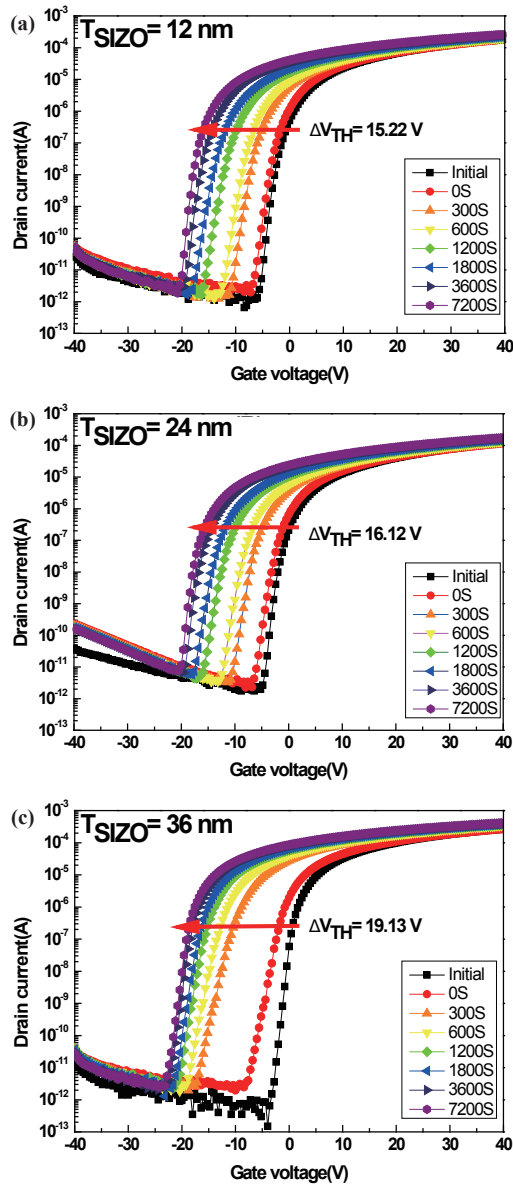 (a)
T_SIZO = 12 nm
Drain current(A)
10^-3
10^-4
10^-5
10^-6
10^-7
10^-8
10^-9
10^-10
10^-11
10^-12
10^-13
ΔV_TH = 15.22 V
Initial
0S
300S
600S
1200S
1800S
3600S
7200S
-40 -30 -20 -10 0 10 20 30 40
Gate voltage(V)
(b)
T_SIZO = 24 nm
Drain current(A)
10^-3
10^-4
10^-5
10^-6
10^-7
10^-8
10^-9
10^-10
10^-11
10^-12
10^-13
ΔV_TH = 16.12 V
Initial
0S
300S
600S
1200S
1800S
3600S
7200S
-40 -30 -20 -10 0 10 20 30 40
Gate voltage(V)
(c)
T_SIZO = 36 nm
Drain current(A)
10^-3
10^-4
10^-5
10^-6
10^-7
10^-8
10^-9
10^-10
10^-11
10^-12
10^-13
ΔV_TH = 19.13 V
Initial
0S
300S
600S
1200S
1800S
3600S
7200S
-40 -30 -20 -10 0 10 20 30 40
Gate voltage(V)